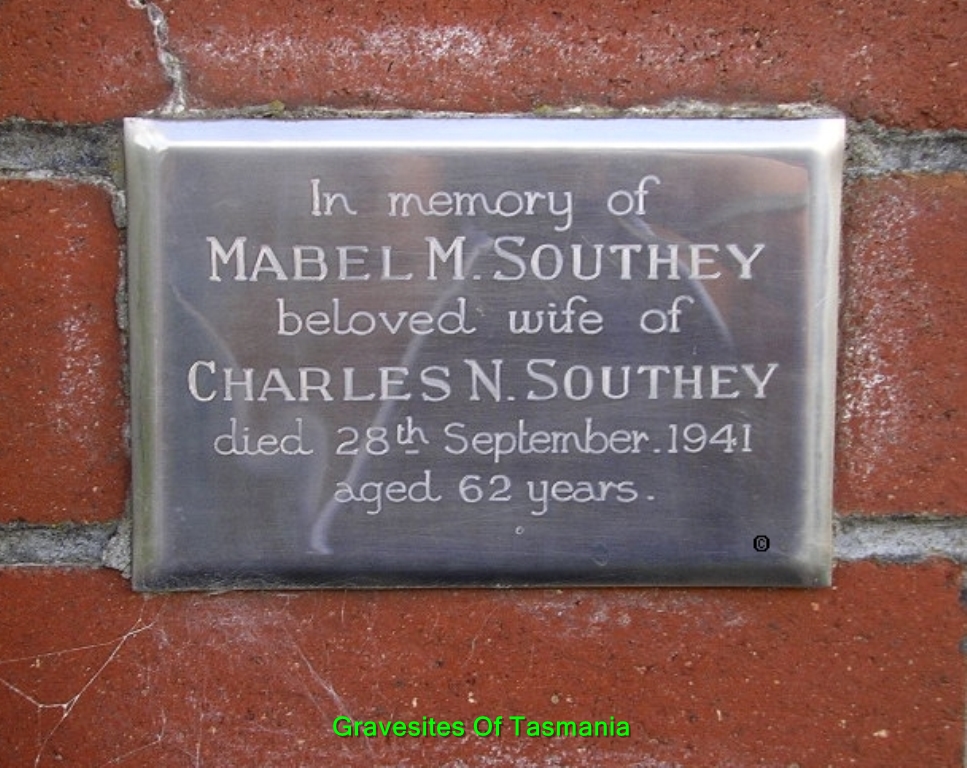 In memory of
MABEL M. SOUTHEY
beloved wife of
CHARLES N. SOUTHEY
died 28th September. 1941
aged 62 years.
©
Gravesites Of Tasmania